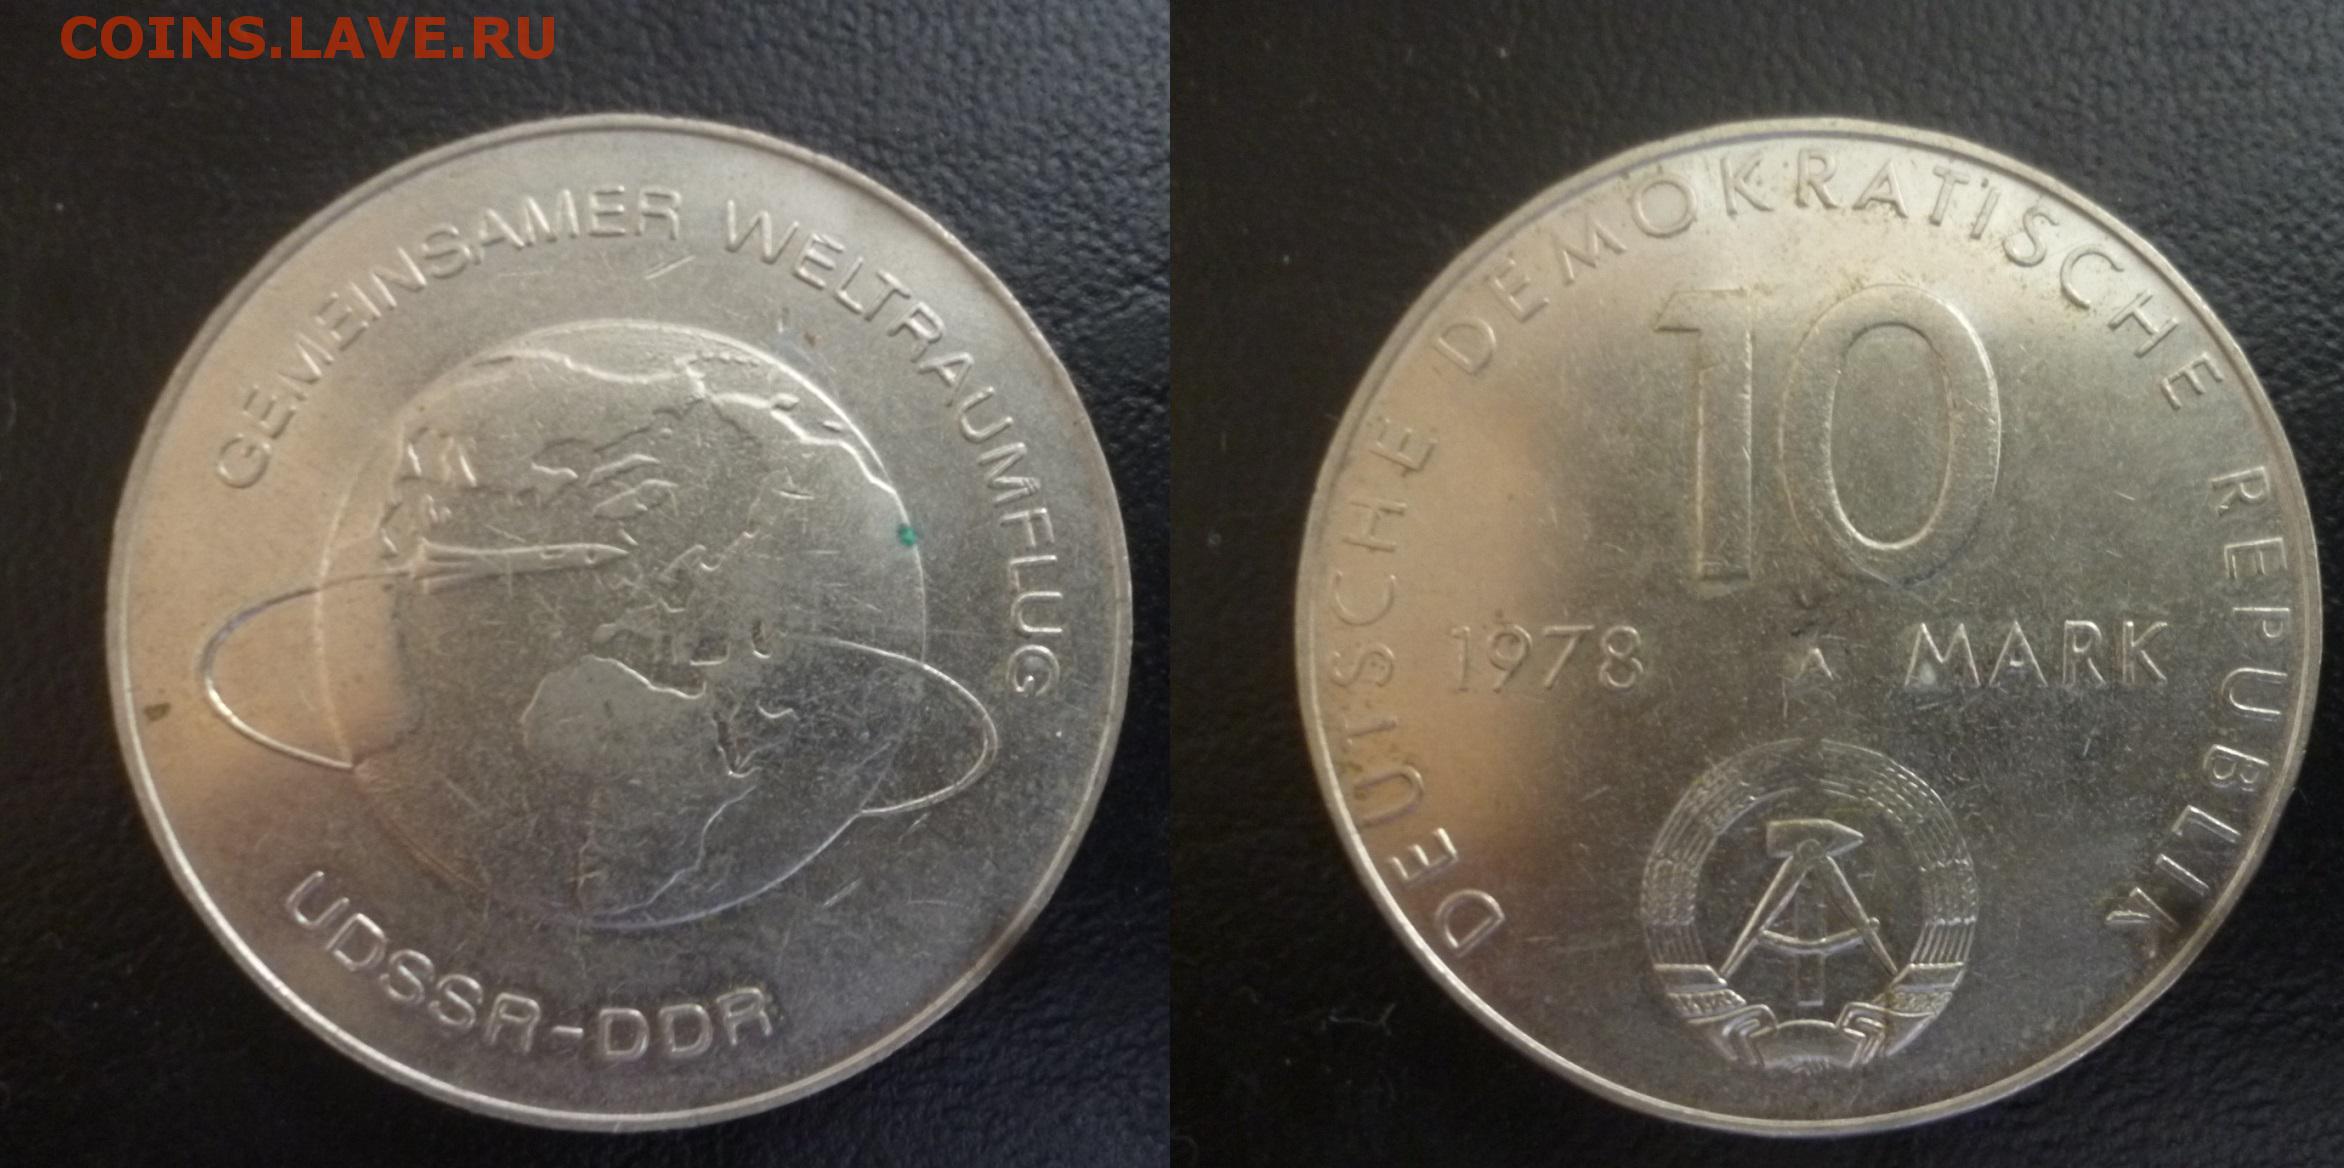 COINS.LAVE.RU
GEMEINSAMER WELTRAUMFLUG
UDSSR-DDR
DEUTSCHE DEMOKRATISCHE REPUBLIK
10
1978 A MARK